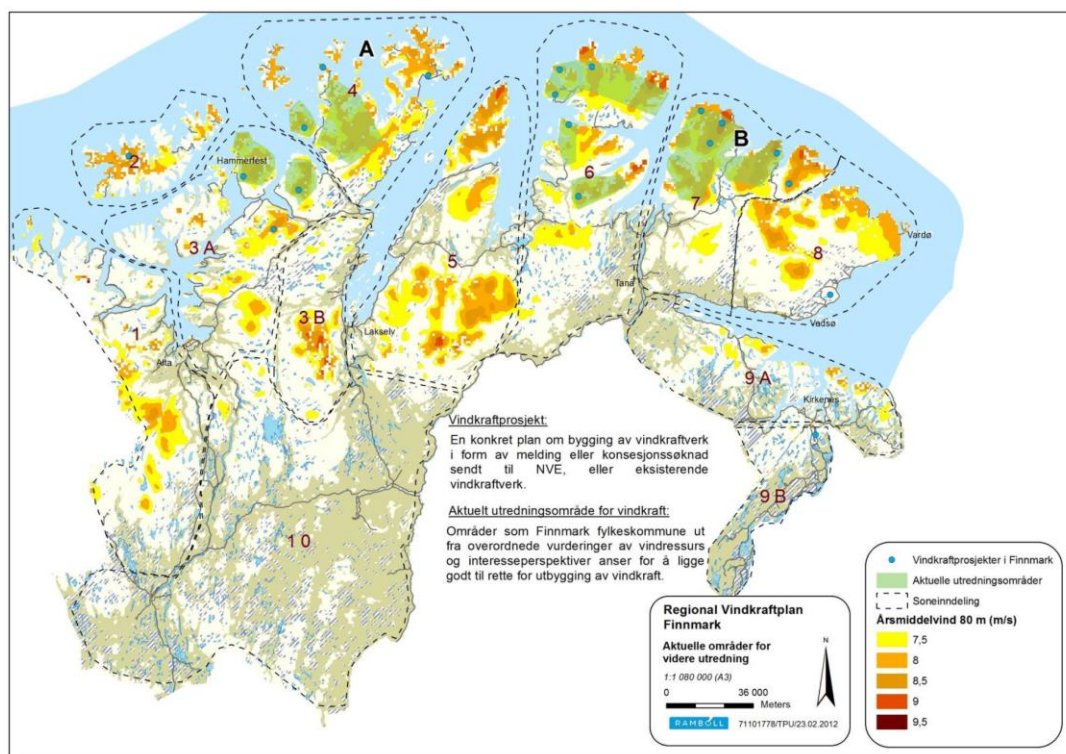 A
4
2
Hammerfest
B
6
3 A
7
Vardø
8
5
Tana
Vadsø
3 B
Lakselv
1
Alta
9 A
Kirkenes
Vindkraftprosjekt:
En konkret plan om bygging av vindkraftverk
i form av melding eller konsesjonssøknad
sendt til NVE, eller eksisterende
vindkraftverk.
9 B
Aktuelt utredningsområde for vindkraft:
Områder som Finnmark fylkeskommune ut
fra overordnede vurderinger av vindressurs
og interesseperspektiver anser for å ligge
godt til rette for utbygging av vindkraft.
10
Regional Vindkraftplan
Finnmark
Aktuelle områder for
videre utredning
1:1 080 000 (A3)
0 36 000
Meters
N
RAMBOLL 71101778/TPU/23.02.2012
Vindkraftprosjekter i Finnmark
Aktuelle utredningsområder
Soneinndeling
Årsmiddelvind 80 m (m/s)
7,5
8
8,5
9
9,5